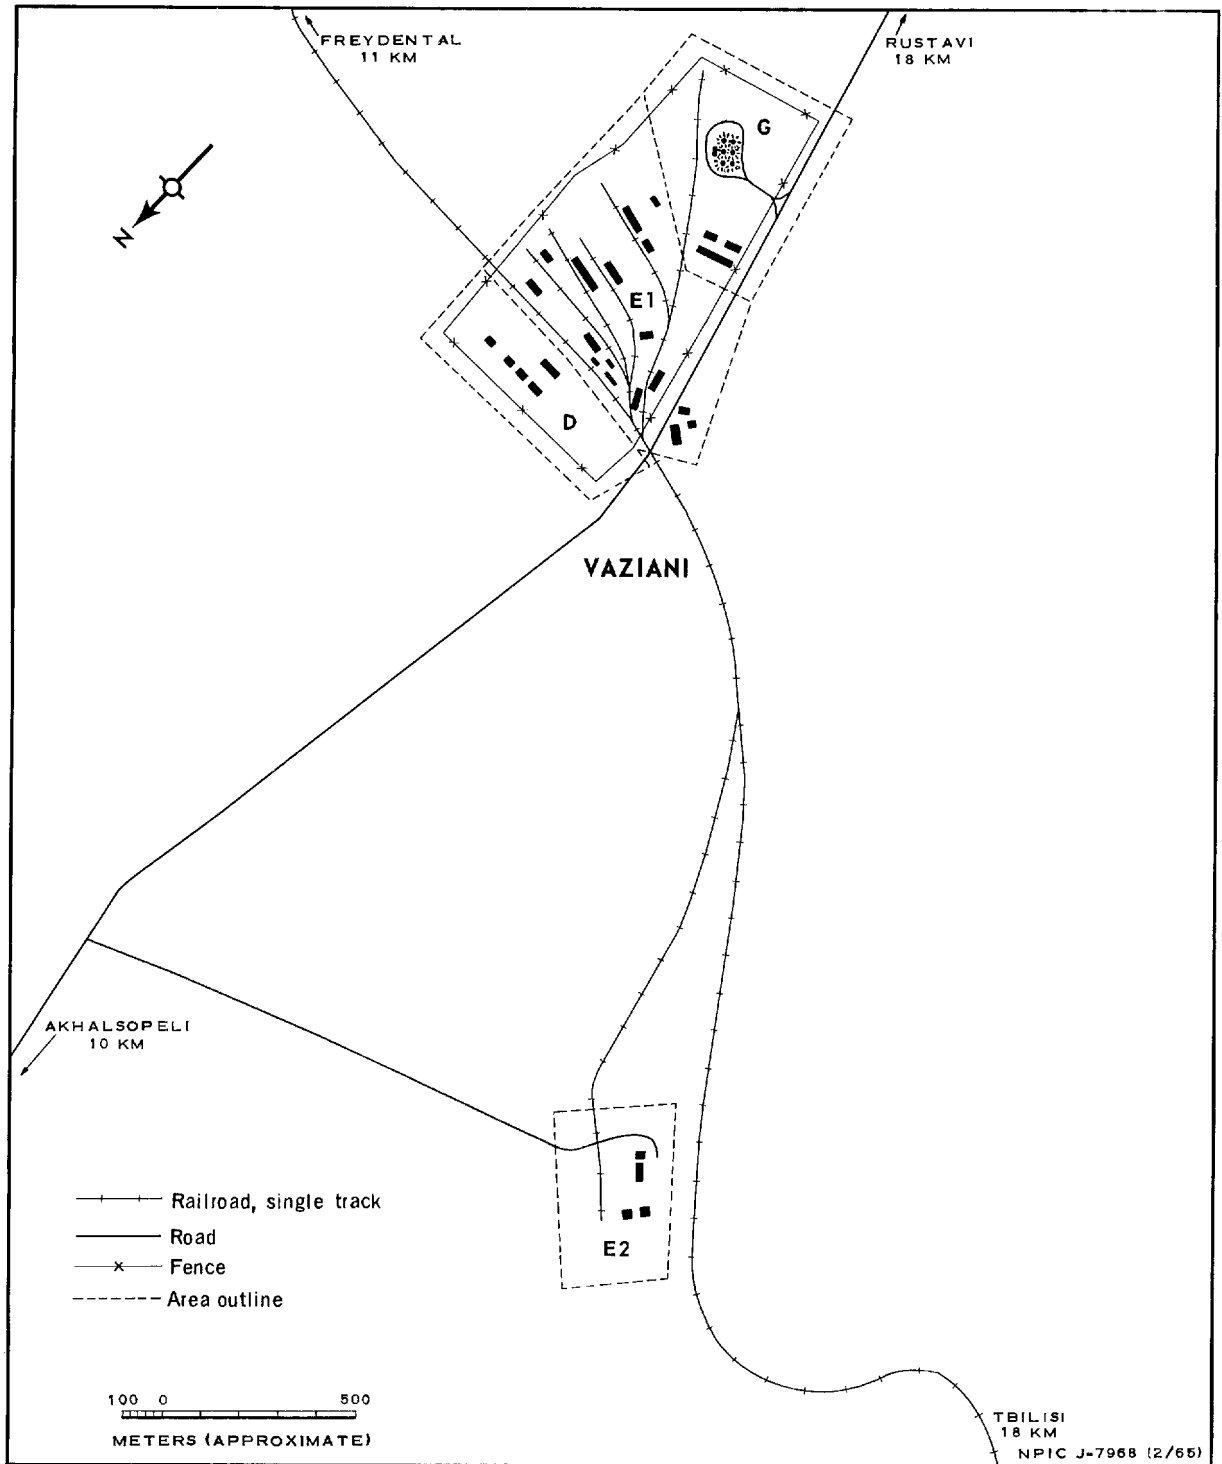 FREYDENTAL
11 KM
RUSTAVI
18 KM
G
N
E1
D
VAZIANI
AKHALSOPELI
10 KM
Railroad, single track
Road
Fence
Area outline
E2
100 0 500
METERS (APPROXIMATE)
TBILISI
18 KM
NPIC J-7968 (2/65)